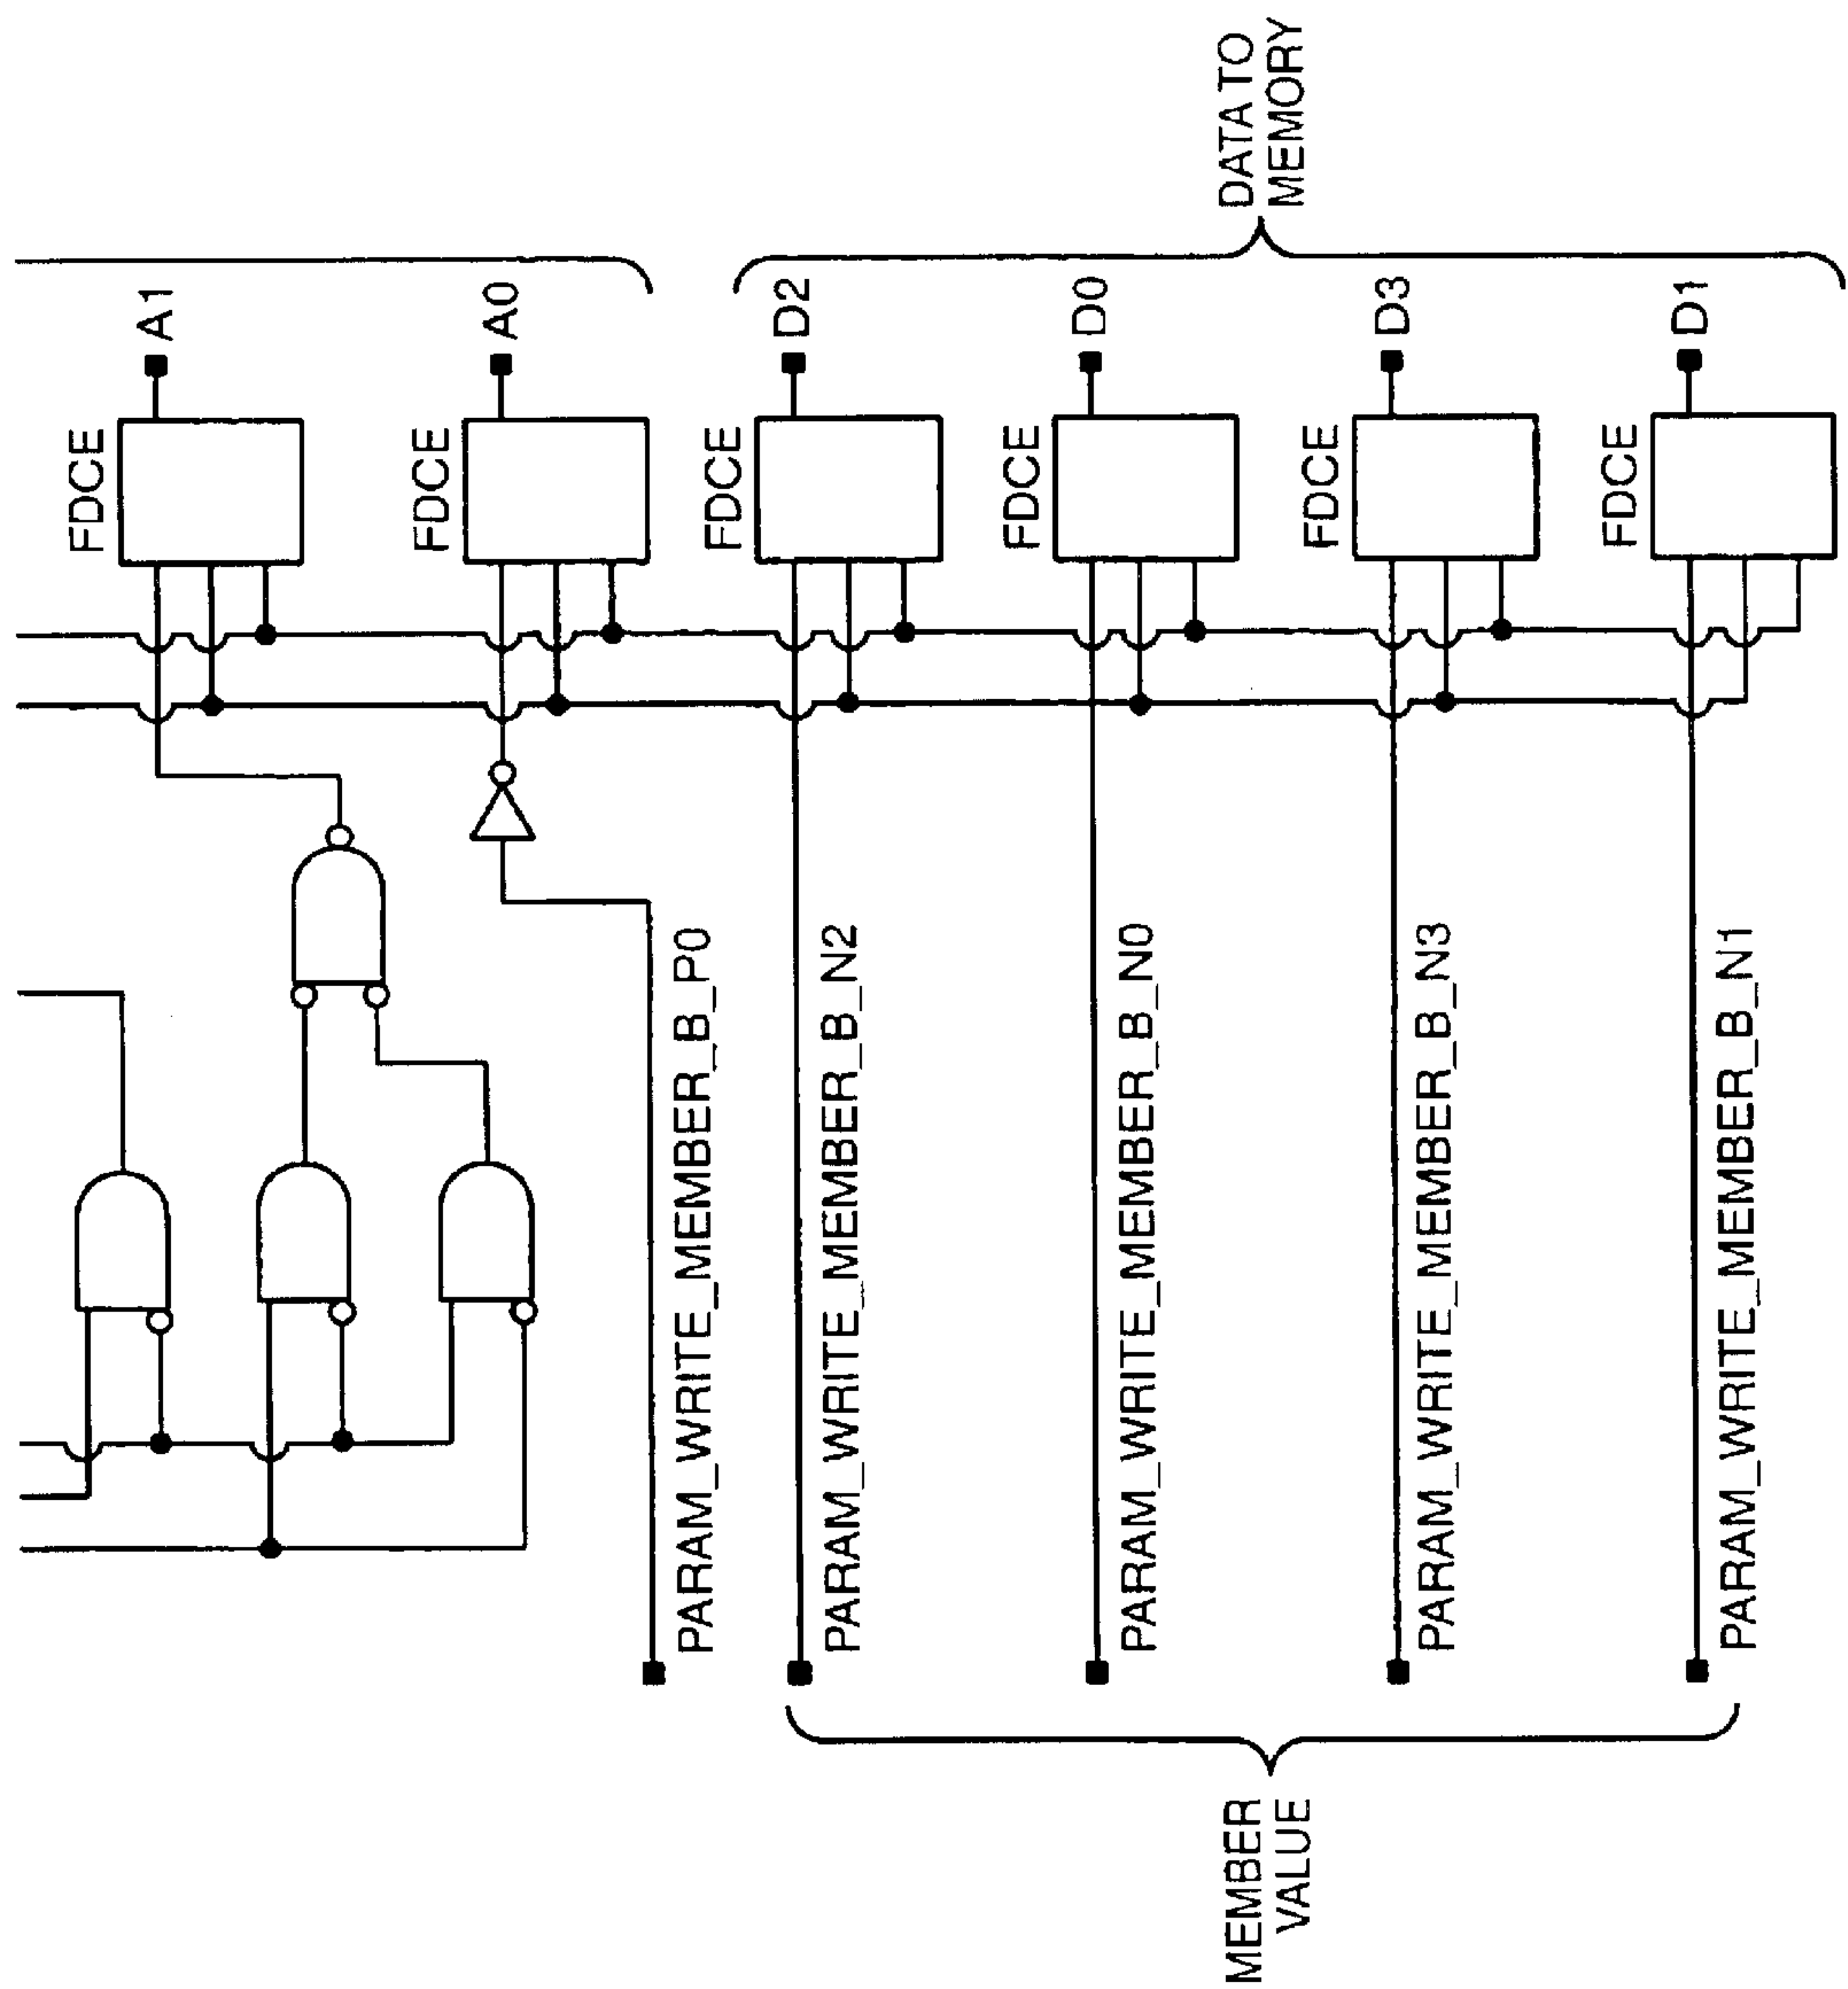 FDCE
A1
FDCE
A0
PARAM_WRITE_MEMBER_B_P0
FDCE
D2
PARAM_WRITE_MEMBER_B_N2
FDCE
D0
PARAM_WRITE_MEMBER_B_N0
FDCE
D3
PARAM_WRITE_MEMBER_B_N3
FDCE
D1
PARAM_WRITE_MEMBER_B_N1
MEMBER
VALUE
DATA TO
MEMORY